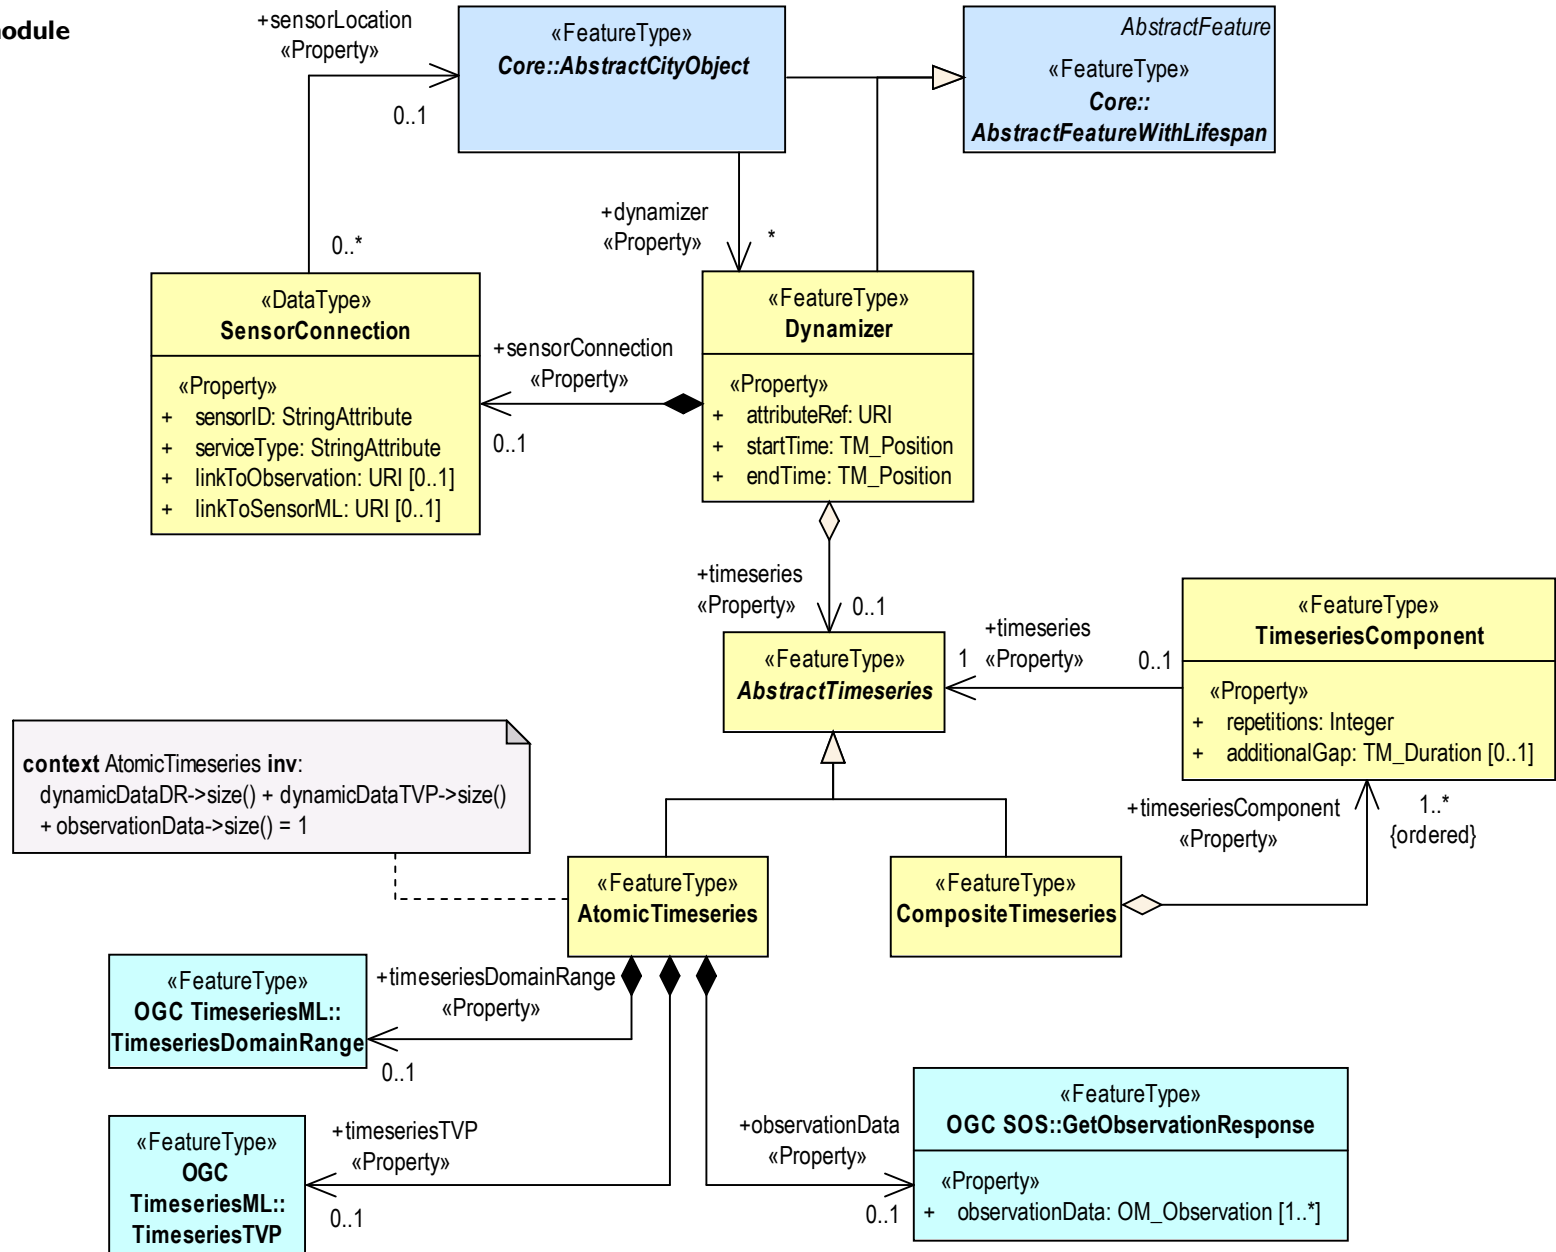 +sensorLocation
«Property»
0..1
0..*
«FeatureType»
Core::AbstractCityObject
AbstractFeature
«FeatureType»
Core::
AbstractFeatureWithLifespan
+dynamizer
«Property»
*
«DataType»
SensorConnection
«Property»
+ sensorID: StringAttribute
+ serviceType: StringAttribute
+ linkToObservation: URI [0..1]
+ linkToSensorML: URI [0..1]
+sensorConnection
«Property»
0..1
«FeatureType»
Dynamizer
«Property»
+ attributeRef: URI
+ startTime: TM_Position
+ endTime: TM_Position
+timeseries
«Property»
0..1
«FeatureType»
AbstractTimeseries
+timeseries
1 «Property»
0..1
«FeatureType»
TimeseriesComponent
«Property»
+ repetitions: Integer
+ additionalGap: TM_Duration [0..1]
context AtomicTimeseries inv:
dynamicDataDR->size() + dynamicDataTVP->size()
+ observationData->size() = 1
+timeseriesComponent
«Property»
1..*
{ordered}
«FeatureType»
AtomicTimeseries
«FeatureType»
CompositeTimeseries
«FeatureType»
OGC TimeseriesML::
TimeseriesDomainRange
+timeseriesDomainRange
«Property»
0..1
«FeatureType»
OGC
TimeseriesML::
TimeseriesTVP
+timeseriesTVP
«Property»
0..1
+observationData
«Property»
0..1
«FeatureType»
OGC SOS::GetObservationResponse
«Property»
+ observationData: OM_Observation [1..*]